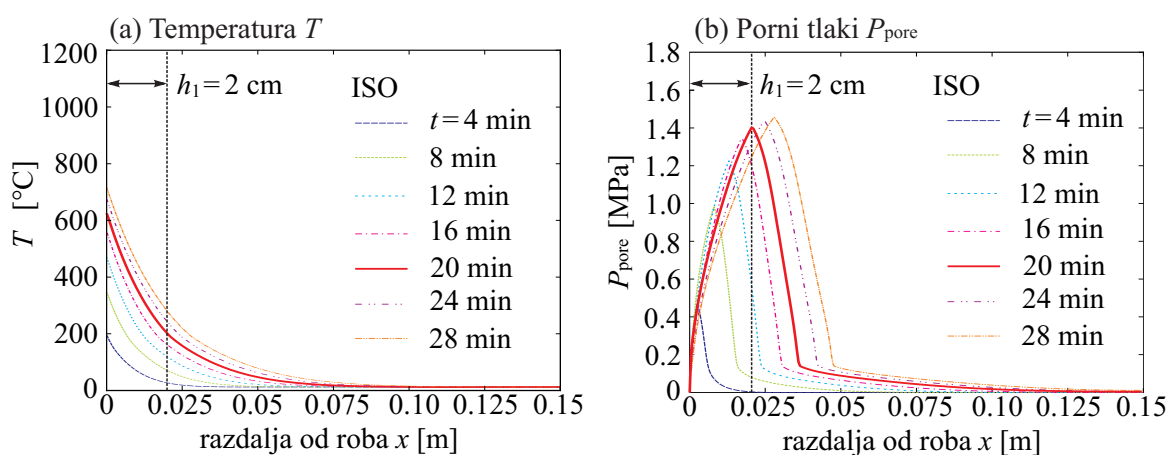 (a) Temperatura T
1200
1000
800
600
400
200
0
T [°C]
h₁=2 cm
ISO
t=4 min
8 min
12 min
16 min
20 min
24 min
28 min
0 0.025 0.05 0.075 0.10 0.125 0.15
razdalja od roba x [m]
(b) Porni tlaki Ppore
1.8
1.6
1.4
1.2
1.0
0.8
0.6
0.4
0.2
0
Ppore [MPa]
h₁=2 cm
ISO
t=4 min
8 min
12 min
16 min
20 min
24 min
28 min
0 0.025 0.05 0.075 0.10 0.125 0.15
razdalja od roba x [m]